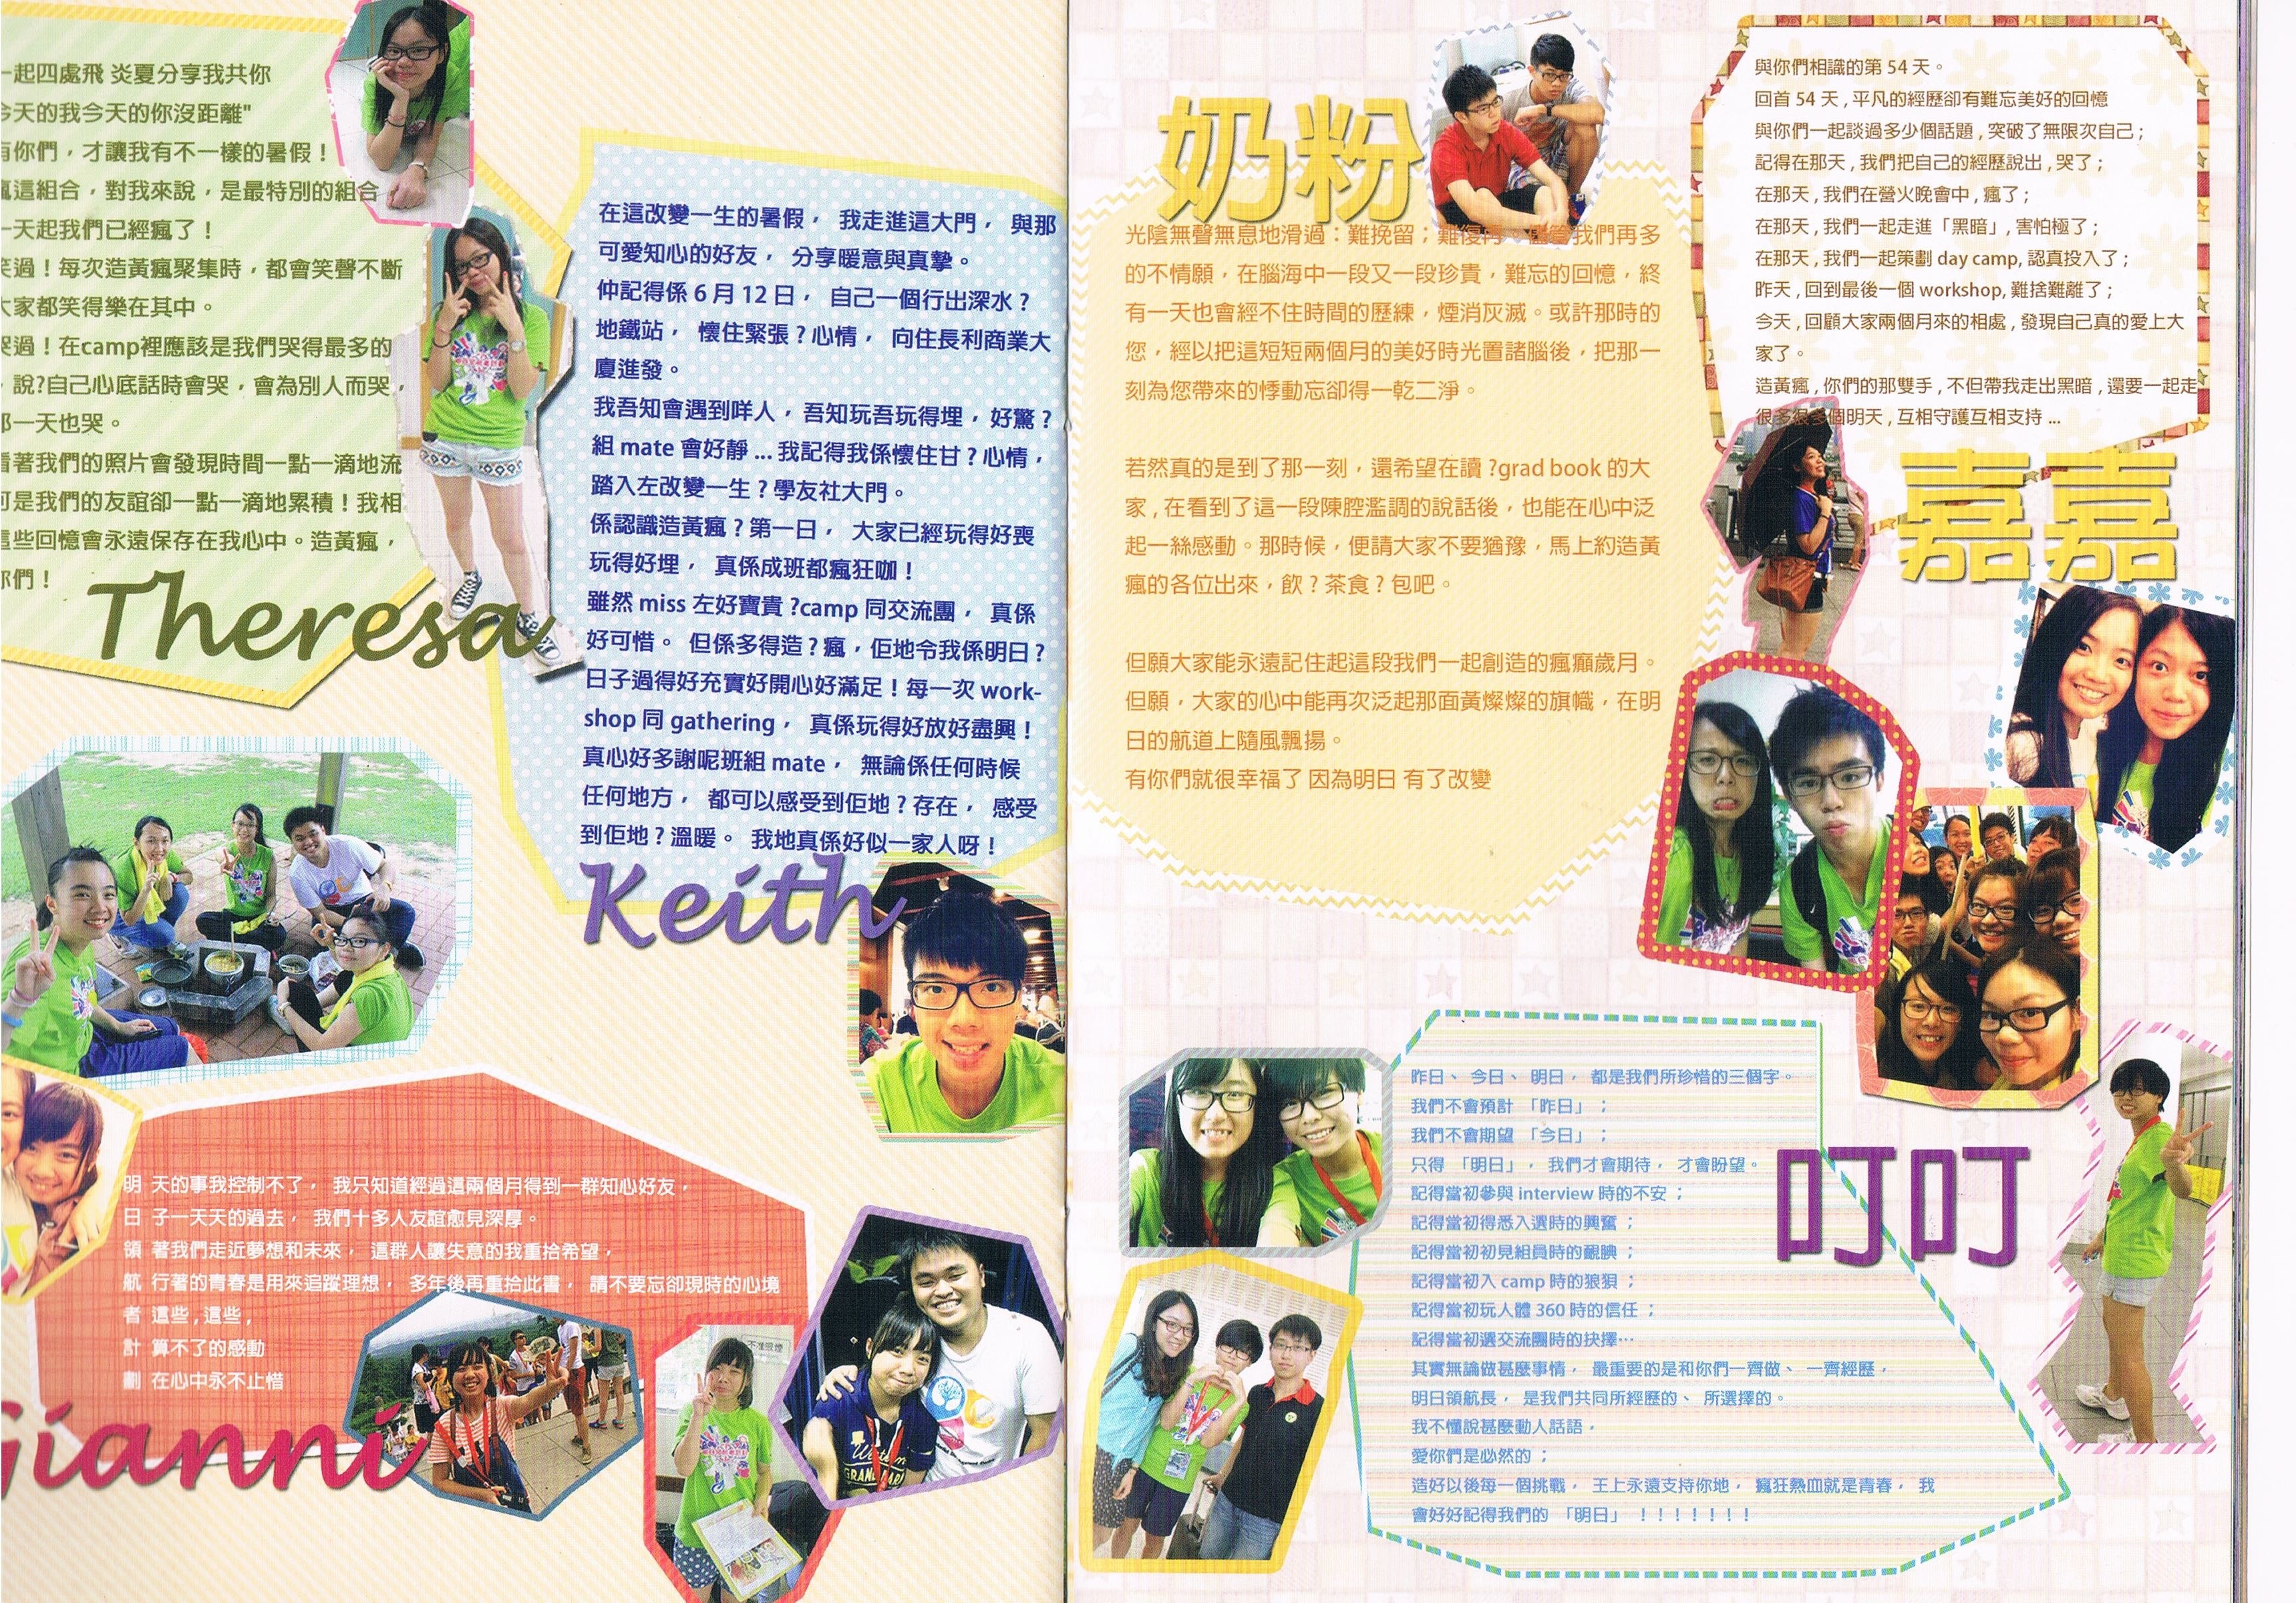 一起四處飛 炎夏分享我共你
今天的我今天的你沒距離"
有你們，才讓我有不一樣的暑假！
瘋這組合，對我來說，是最特別的組合
一天起我們已經瘋了！
笑過！每次造黃瘋聚集時，都會笑聲不斷
大家都笑得樂在其中。
哭過！在camp裡應該是我們哭得最多的
，說?自己心底話時會哭，會為別人而哭，
那一天也哭。
看著我們的照片會發現時間一點一滴地流
可是我們的友誼卻一點一滴地累積！我相
這些回憶會永遠保存在我心中。造黃瘋，
你們！
Theresa
在這改變一生的暑假， 我走進這大門， 與那
可愛知心的好友， 分享暖意與真摯。
仲記得係 6 月 12 日， 自己一個行出深水？
地鐵站， 懷住緊張？心情， 向住長利商業大
廈進發。
我吾知會遇到咩人，吾知玩吾玩得埋，好驚？
組 mate 會好靜 ... 我記得我係懷住甘？心情，
踏入左改變一生？學友社大門。
係認識造黃瘋？第一日， 大家已經玩得好喪
玩得好埋， 真係成班都瘋狂咖！
雖然 miss 左好寶貴 ?camp 同交流團， 真係
好可惜。 但係多得造？瘋，佢地令我係明日？
日子過得好充實好開心好滿足！每一次 work-
shop 同 gathering， 真係玩得好放好盡興！
真心好多謝呢班組 mate， 無論係任何時候
任何地方， 都可以感受到佢地？存在， 感受
到佢地？溫暖。 我地真係好似一家人呀！
Keith
明 天的事我控制不了， 我只知道經過這兩個月得到一群知心好友，
日 子一天天的過去， 我們十多人友誼愈見深厚。
領 著我們走近夢想和未來， 這群人讓失意的我重拾希望，
航 行著的青春是用來追蹤理想， 多年後再重拾此書， 請不要忘卻現時的心境
者 這些，這些，
計 算不了的感動
劃 在心中永不止惜
Gianni
不准吸煙
奶粉
光陰無聲無息地滑過：難挽留；難復再。儘管我們再多
的不情願，在腦海中一段又一段珍貴，難忘的回憶，終
有一天也會經不住時間的歷練，煙消灰滅。或許那時的
您，經以把這短短兩個月的美好時光置諸腦後，把那一
刻為您帶來的悸動忘卻得一乾二淨。
若然真的是到了那一刻，還希望在讀 ?grad book 的大
家，在看到了這一段陳腔濫調的說話後，也能在心中泛
起一絲感動。那時候，便請大家不要猶豫，馬上約造黃
瘋的各位出來，飲？茶食？包吧。
但願大家能永遠記住起這段我們一起創造的瘋癲歲月。
但願，大家的心中能再次泛起那面黃燦燦的旗幟，在明
日的航道上隨風飄揚。
有你們就很幸福了 因為明日 有了改變
與你們相識的第 54 天。
回首 54 天，平凡的經歷卻有難忘美好的回憶
與你們一起談過多少個話題，突破了無限次自己；
記得在那天，我們把自己的經歷說出，哭了；
在那天，我們在營火晚會中，瘋了；
在那天，我們一起走進「黑暗」，害怕極了；
在那天，我們一起策劃 day camp, 認真投入了；
昨天，回到最後一個 workshop, 難捨難離了；
今天，回顧大家兩個月來的相處，發現自己真的愛上大
家了。
造黃瘋，你們的那雙手，不但帶我走出黑暗，還要一起走
很多很多個明天，互相守護互相支持 ...
嘉嘉
昨日、 今日、 明日， 都是我們所珍惜的三個字。
我們不會預計 「昨日」 ；
我們不會期望 「今日」 ；
只得 「明日」， 我們才會期待， 才會盼望。
記得當初參與 interview 時的不安 ；
記得當初得悉入選時的興奮 ；
記得當初初見組員時的靦腆 ；
記得當初入 camp 時的狼狽 ；
記得當初玩人體 360 時的信任 ；
記得當初選交流團時的抉擇…
其實無論做甚麼事情， 最重要的是和你們一齊做、 一齊經歷，
明日領航長， 是我們共同所經歷的、 所選擇的。
我不懂說甚麼動人話語，
愛你們是必然的 ；
造好以後每一個挑戰， 王上永遠支持你地， 瘋狂熱血就是青春， 我
會好好記得我們的 「明日」 ！！！！！！！
叮叮